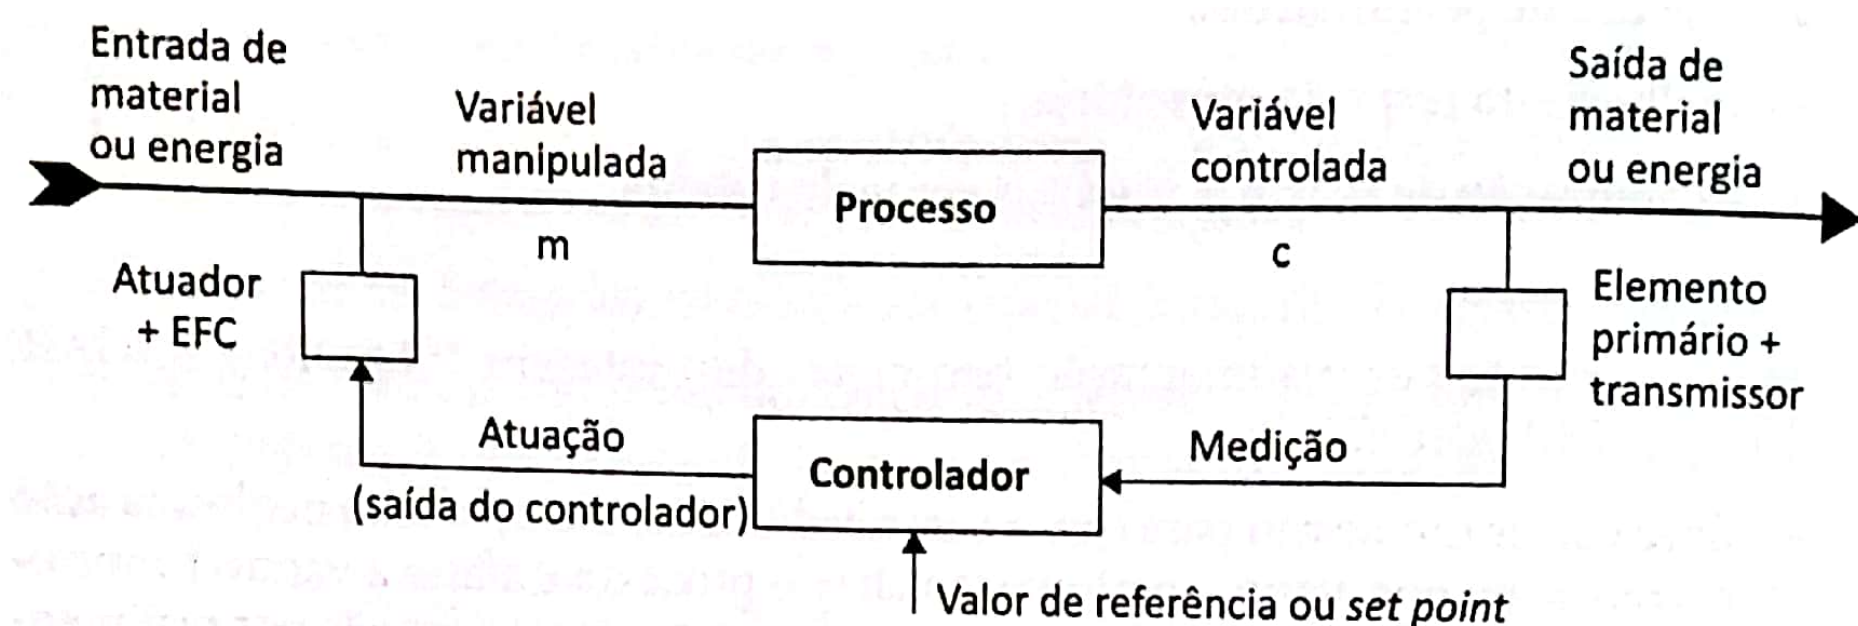 Entrada de
material
ou energia
Variável
manipulada
m
Processo
Variável
controlada
c
Saída de
material
ou energia
Atuador
+ EFC
Elemento
primário +
transmissor
Atuação
(saída do controlador)
Controlador
Medição
Valor de referência ou set point